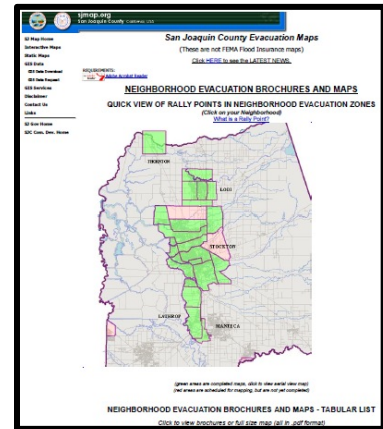 sjmap.org
San Joaquin County
SJ Map Home
Interactive Maps
Static Maps
GIS Data
GIS Data Download
GIS Data Request
GIS Services
Disclaimer
Contact Us
Links
SJ Gov Home
SJC Com. Dev. Home
San Joaquin County Evacuation Maps
(These are not FEMA Flood Insurance maps)
Click HERE to see the LATEST NEWS.
REQUIREMENTS:
Adobe Acrobat Reader
NEIGHBORHOOD EVACUATION BROCHURES AND MAPS
QUICK VIEW OF RALLY POINTS IN NEIGHBORHOOD EVACUATION ZONES
(Click on your Neighborhood)
What is a Rally Point?
THORNTON
LODI
STOCKTON
LATHROP
MANTECA
(green areas are completed maps, click to view aerial view map)
(red areas are scheduled for mapping, but are not yet completed)
NEIGHBORHOOD EVACUATION BROCHURES AND MAPS - TABULAR LIST
Click to view brochures or full size map (all in .pdf format)